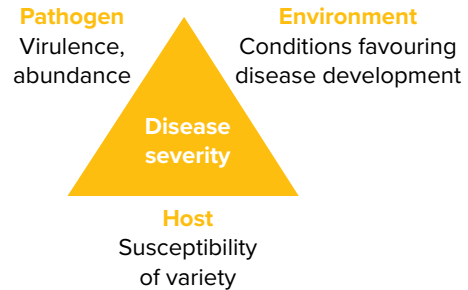 Pathogen
Virulence,
abundance
Environment
Conditions favouring
disease development
Disease
severity
Host
Susceptibility
of variety